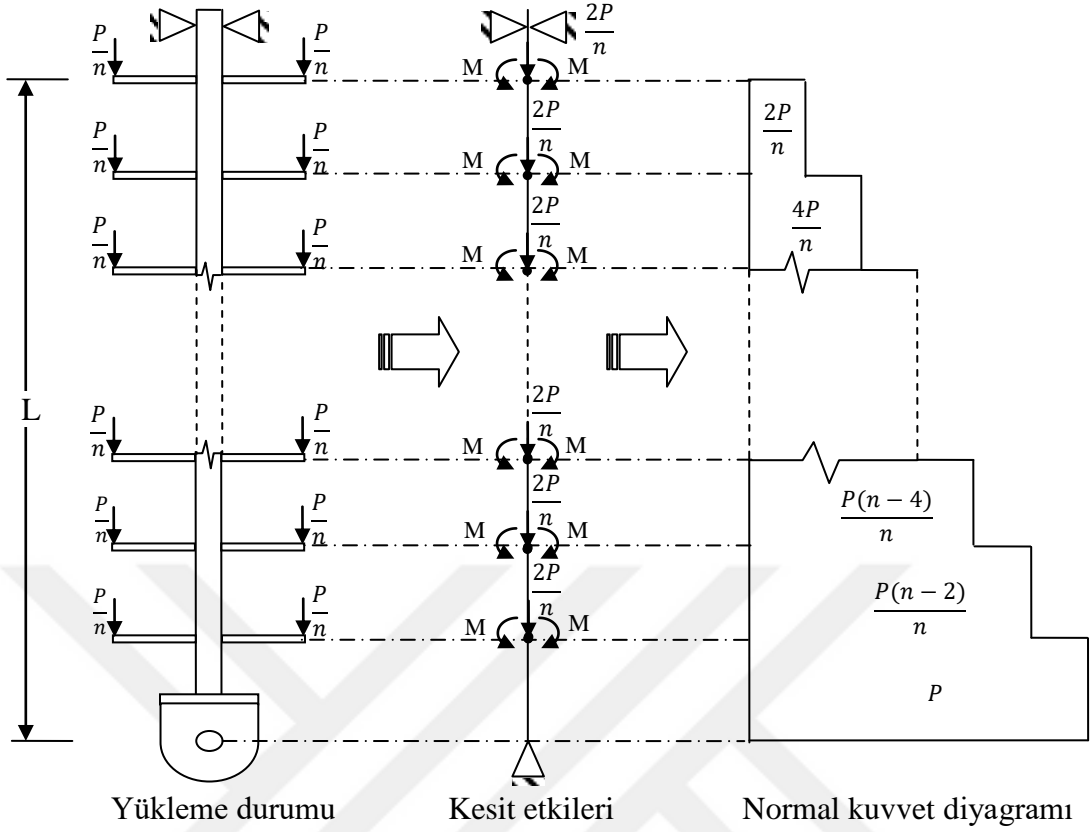 2P/n
P/n P/n M M
2P/n
P/n P/n M M 2P/n
2P/n
P/n P/n M M 4P/n
L
2P/n
P/n P/n M M
2P/n P(n − 4)/n
P/n P/n M M
2P/n P(n − 2)/n
P/n P/n M M
P
Yükleme durumu Kesit etkileri Normal kuvvet diyagramı